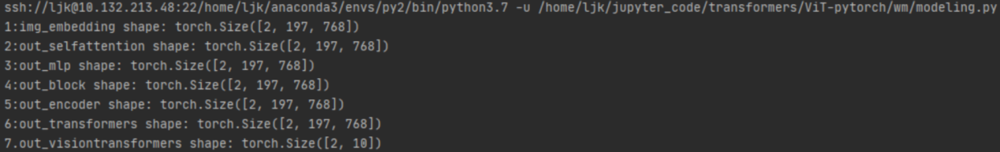 ssh://ljk@10.132.213.48:22/home/ljk/anaconda3/envs/py2/bin/python3.7 -u /home/ljk/jupyter_code/transformers/ViT-pytorch/wm/modeling.py
1:img_embedding shape: torch.Size([2, 197, 768])
2:out_selfattention shape: torch.Size([2, 197, 768])
3:out_mlp shape: torch.Size([2, 197, 768])
4:out_block shape: torch.Size([2, 197, 768])
5:out_encoder shape: torch.Size([2, 197, 768])
6:out_transformers shape: torch.Size([2, 197, 768])
7.out_visiontransformers shape: torch.Size([2, 10])